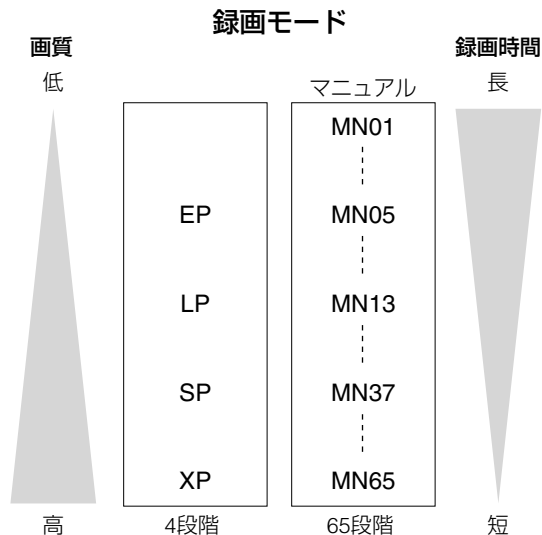 録画モード
画質
録画時間
低
マニュアル
長
MN01
EP
MN05
LP
MN13
SP
MN37
XP
MN65
高
4段階
65段階
短